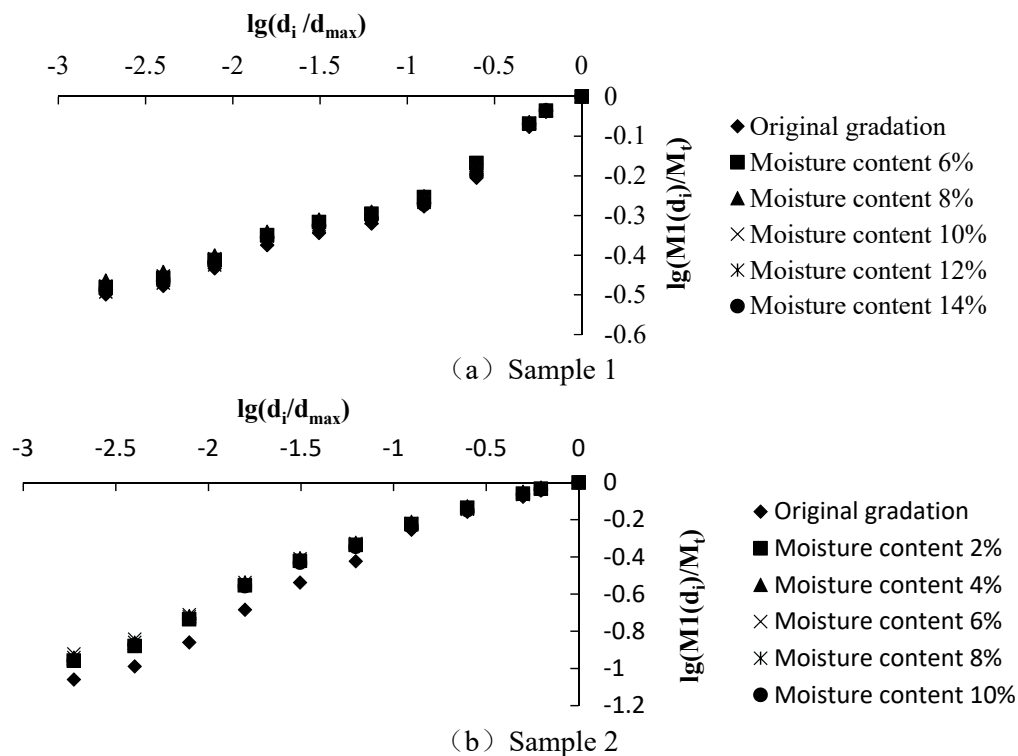 lg(di /dmax)
-3 -2.5 -2 -1.5 -1 -0.5 0
0
-0.1
-0.2
-0.3
-0.4
-0.5
-0.6
lg(M1(di)/Mt)
Original gradation
Moisture content 6%
Moisture content 8%
Moisture content 10%
Moisture content 12%
Moisture content 14%
（a）Sample 1
lg(di/dmax)
-3 -2.5 -2 -1.5 -1 -0.5 0
0
-0.2
-0.4
-0.6
-0.8
-1
-1.2
lg(M1(di)/Mt)
Original gradation
Moisture content 2%
Moisture content 4%
Moisture content 6%
Moisture content 8%
Moisture content 10%
（b）Sample 2